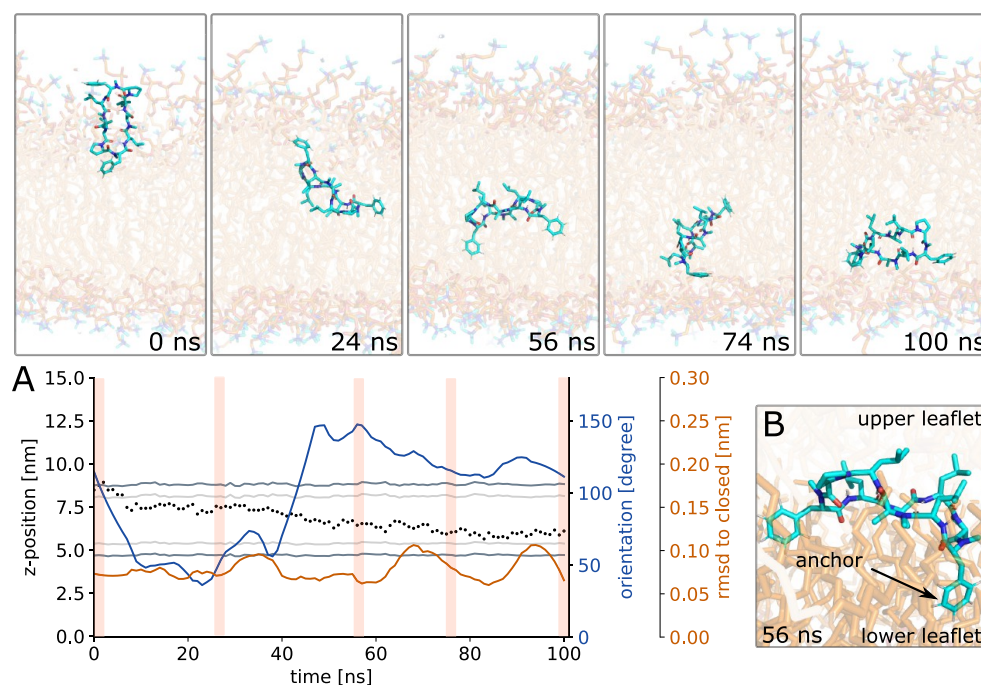 0 ns
24 ns
56 ns
74 ns
100 ns
A
15.0
12.5
10.0
7.5
5.0
2.5
0.0
z-position [nm]
0
20
40
60
80
100
time [ns]
150
100
50
0
orientation [degree]
0.30
0.25
0.20
0.15
0.10
0.05
0.00
rmsd to closed [nm]
B
upper leaflet
anchor
56 ns
lower leaflet